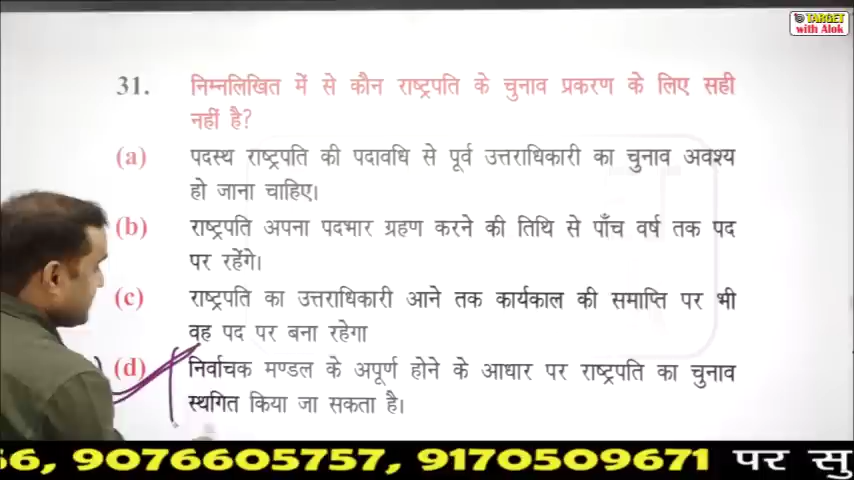 TARGET
with Alok
31. निम्नलिखित में से कौन राष्ट्रपति के चुनाव प्रकरण के लिए सही
नहीं है?
(a) पदस्थ राष्ट्रपति की पदावधि से पूर्व उत्तराधिकारी का चुनाव अवश्य
हो जाना चाहिए।
(b) राष्ट्रपति अपना पदभार ग्रहण करने की तिथि से पाँच वर्ष तक पद
पर रहेंगे।
(c) राष्ट्रपति का उत्तराधिकारी आने तक कार्यकाल की समाप्ति पर भी
वह पद पर बना रहेगा
(d) निर्वाचक मण्डल के अपूर्ण होने के आधार पर राष्ट्रपति का चुनाव
स्थगित किया जा सकता है।
66, 9076605757, 9170509671 पर सु